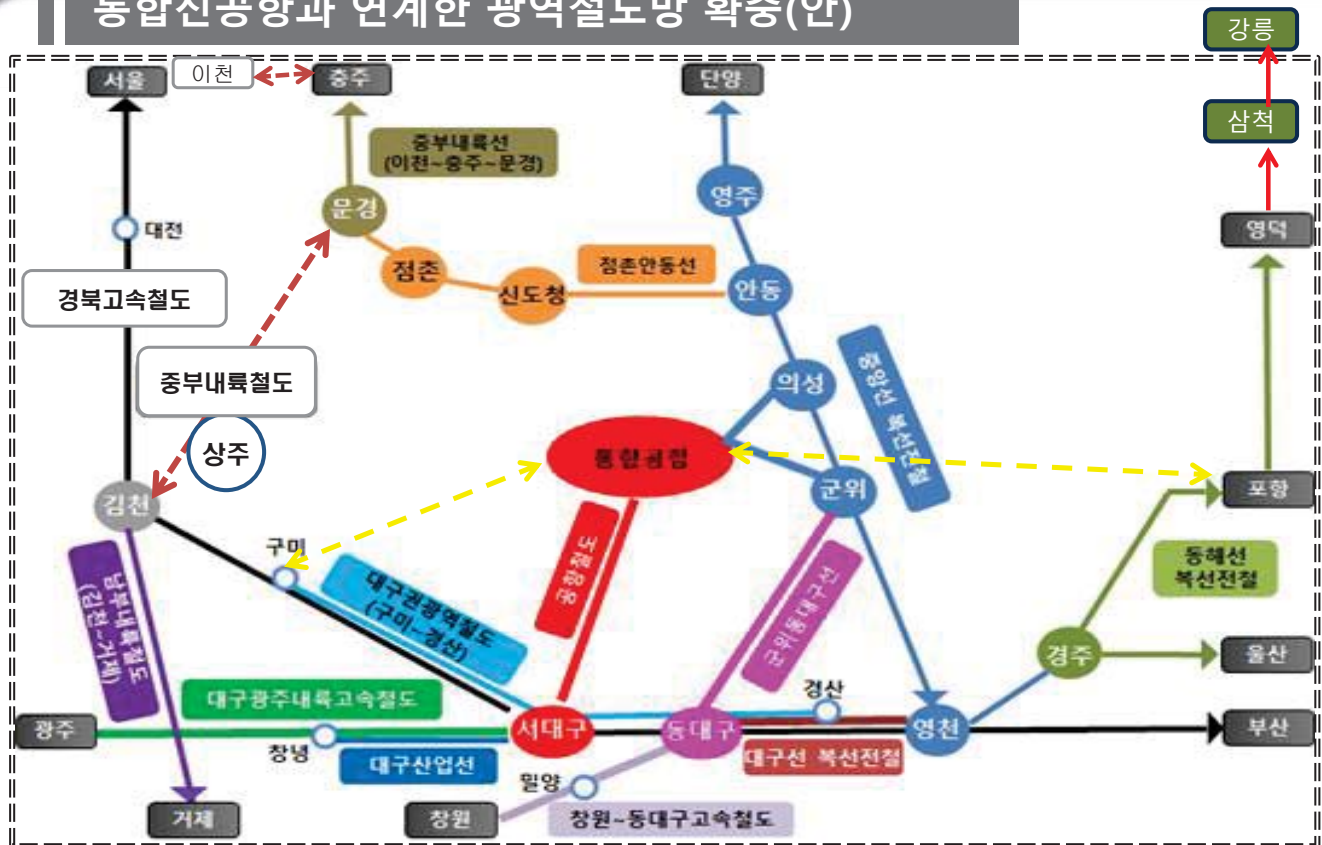 통합신공항과 연계한 광역철도망 확충(안)
강릉
서울
이천
충주
단양
삼척
중부내륙선
(이천~충주~문경)
영주
문경
대전
영덕
점촌
점촌안동선
신도청
안동
경북고속철도
중부내륙철도
의성
중앙선 복선전철
상주
통합공항
김천
군위
포항
구미
대구권광역철도
(구미~경산)
공항철도
군위동대구선
동해선
복선전철
남부내륙철도
(김천~거제)
경주
울산
대구광주내륙고속철도
경산
광주
서대구
동대구
영천
부산
창녕
대구산업선
대구선 복선전철
밀양
거제
창원
창원~동대구고속철도